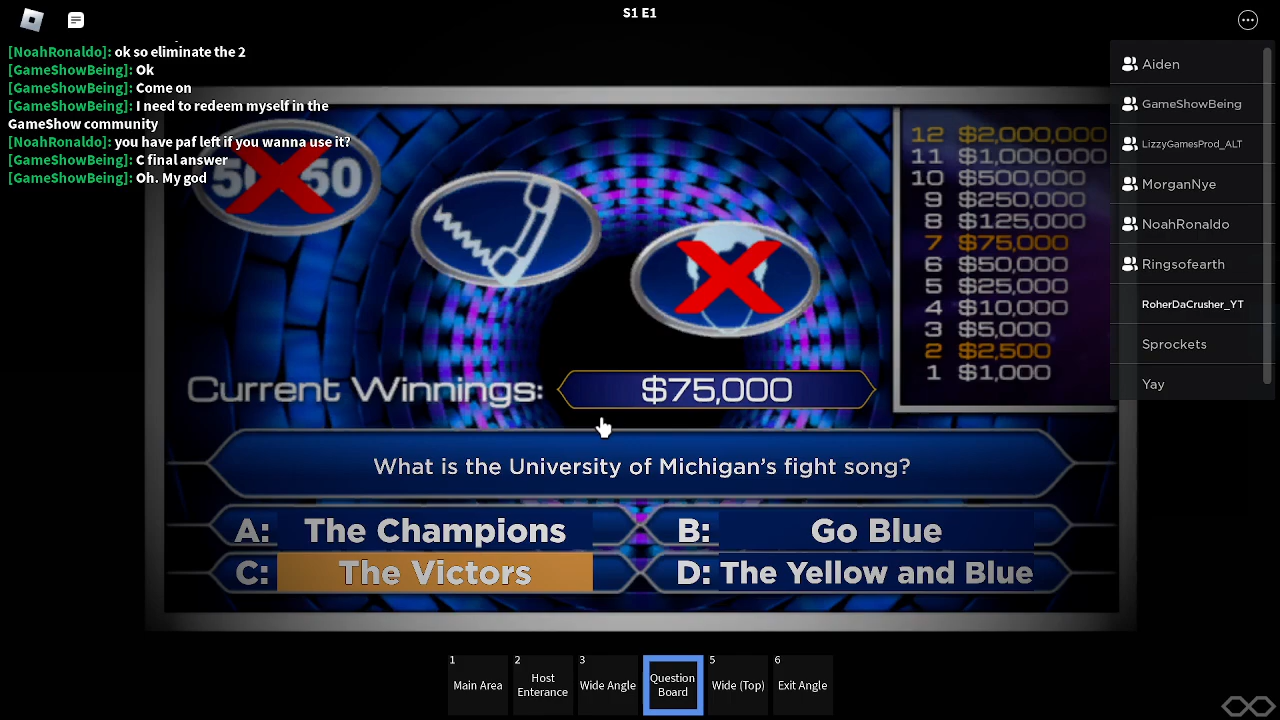 S1 E1
[NoahRonaldo]: ok so eliminate the 2
[GameShowBeing]: Ok
[GameShowBeing]: Come on
[GameShowBeing]: I need to redeem myself in the
GameShow community
[NoahRonaldo]: you have paf left if you wanna use it?
[GameShowBeing]: C final answer
[GameShowBeing]: Oh. My god
50:50
12 $2,000,000
11 $1,000,000
10 $500,000
9 $250,000
8 $125,000
7 $75,000
6 $50,000
5 $25,000
4 $10,000
3 $5,000
2 $2,500
1 $1,000
Aiden
GameShowBeing
LizzyGamesProd_ALT
MorganNye
NoahRonaldo
Ringsofearth
RoherDaCrusher_YT
Sprockets
Yay
Current Winnings: $75,000
What is the University of Michigan's fight song?
A: The Champions
B: Go Blue
C: The Victors
D: The Yellow and Blue
1 Main Area
2 Host Enterance
3 Wide Angle
Question Board
5 Wide (Top)
6 Exit Angle